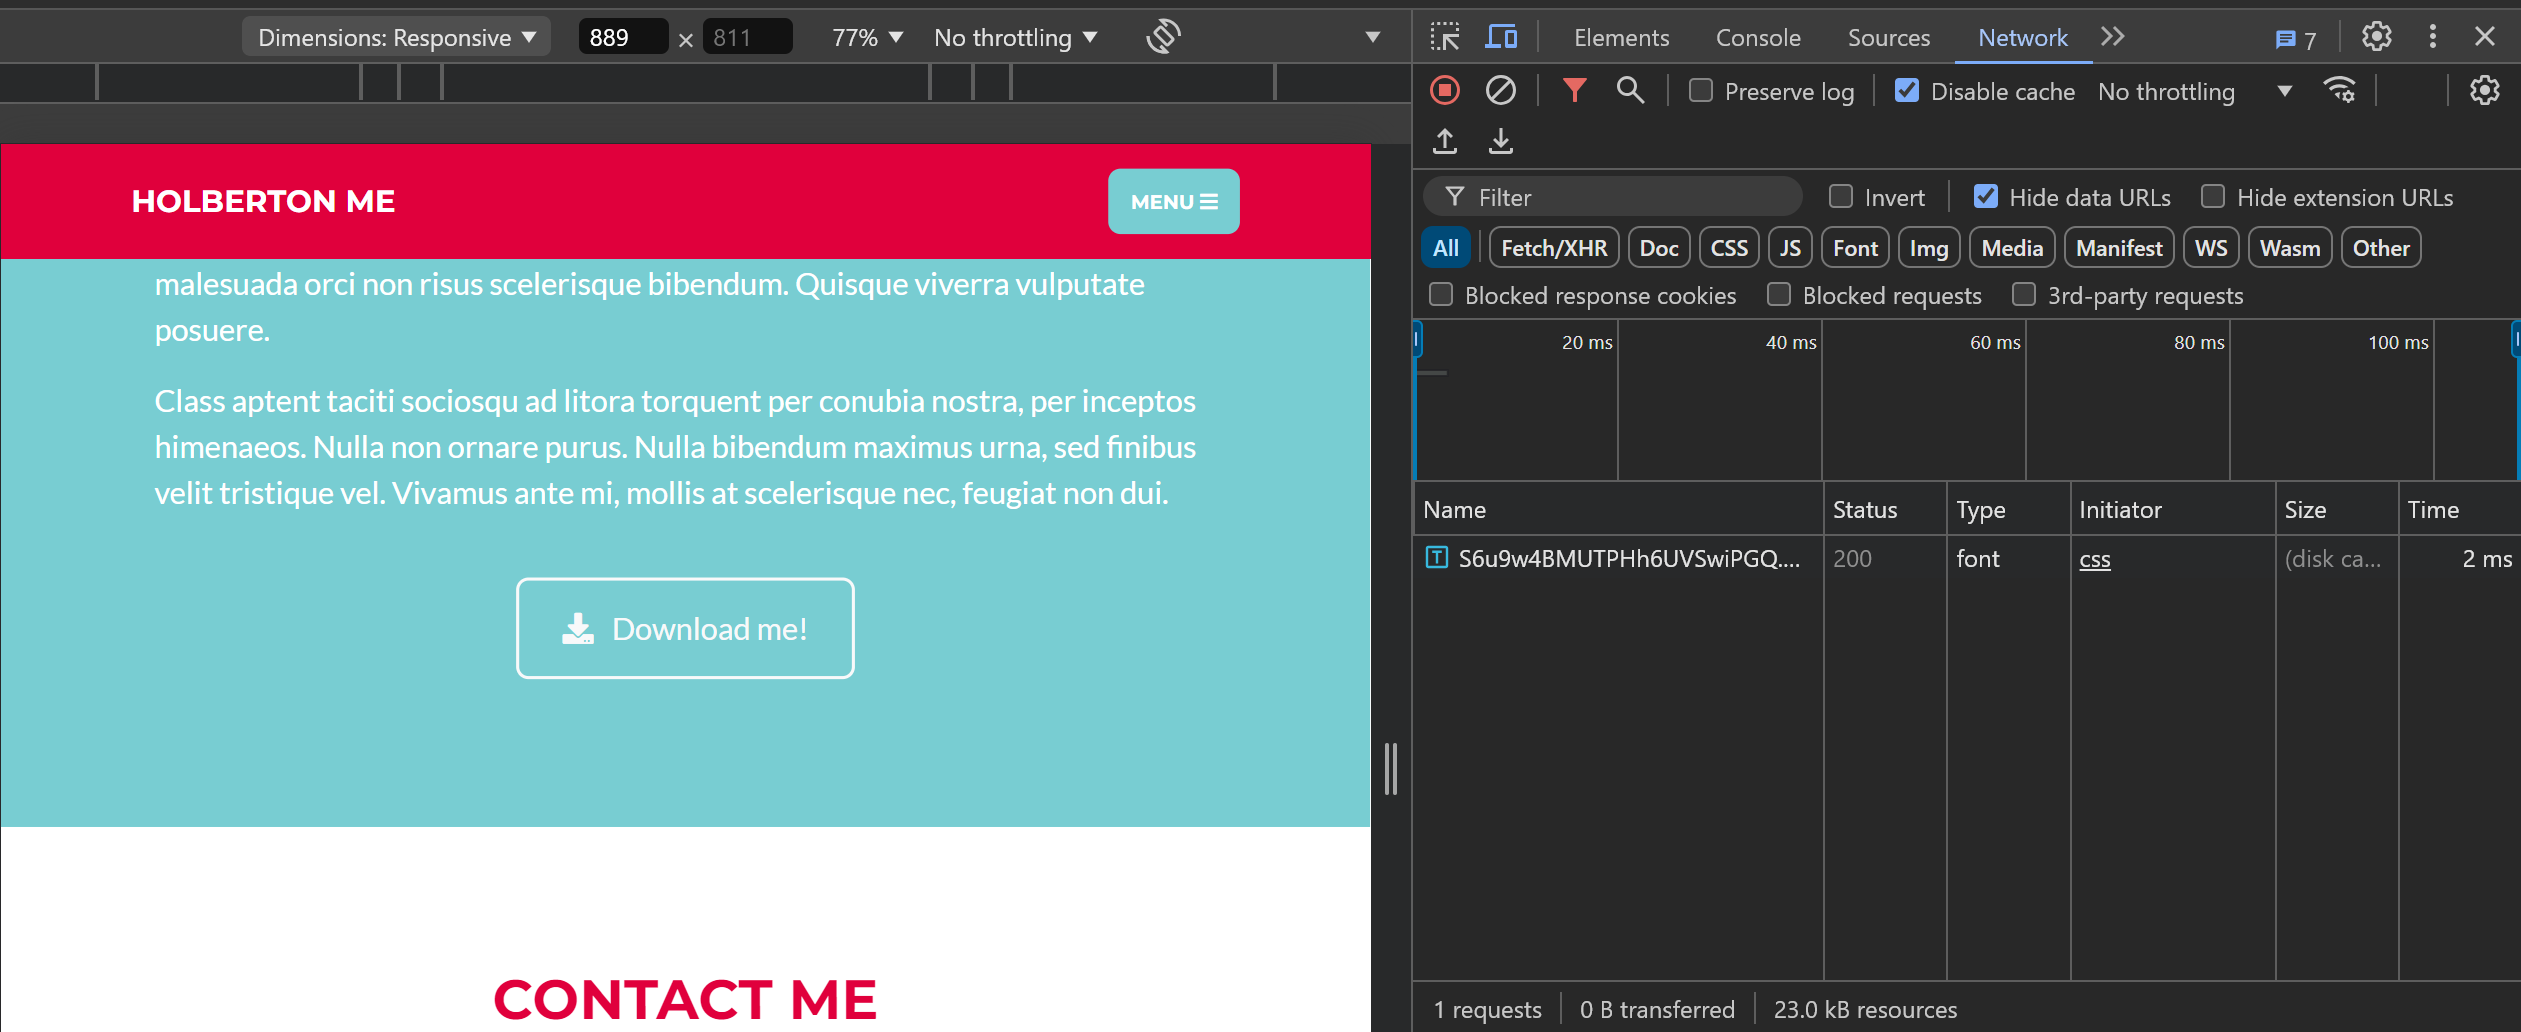 Dimensions: Responsive 889 × 811 77% No throttling
Elements Console Sources Network 7
Preserve log Disable cache No throttling
HOLBERTON ME MENU
malesuada orci non risus scelerisque bibendum. Quisque viverra vulputate
posuere.
Class aptent taciti sociosqu ad litora torquent per conubia nostra, per inceptos
himenaeos. Nulla non ornare purus. Nulla bibendum maximus urna, sed finibus
velit tristique vel. Vivamus ante mi, mollis at scelerisque nec, feugiat non dui.
Download me!
CONTACT ME
Filter Invert Hide data URLs Hide extension URLs
All Fetch/XHR Doc CSS JS Font Img Media Manifest WS Wasm Other
Blocked response cookies Blocked requests 3rd-party requests
20 ms 40 ms 60 ms 80 ms 100 ms
Name Status Type Initiator Size Time
S6u9w4BMUTPHh6UVSwiPGQ.... 200 font css (disk ca... 2 ms
1 requests 0 B transferred 23.0 kB resources